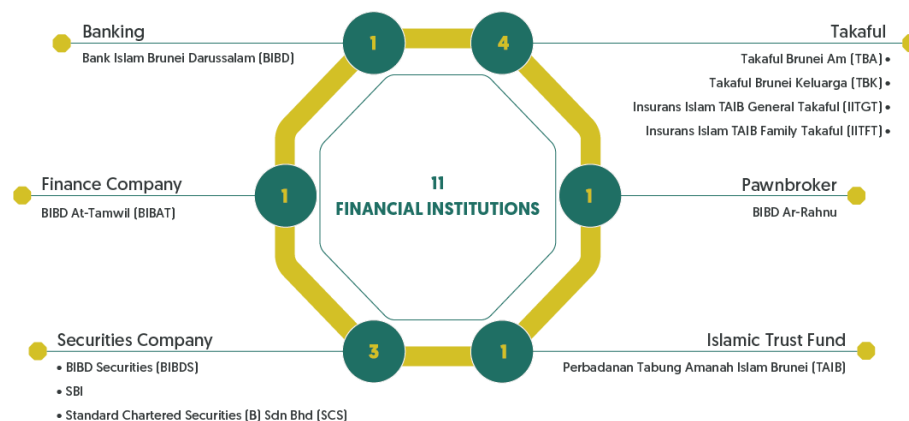 Banking
Bank Islam Brunei Darussalam (BIBD)
1
4
Takaful
Takaful Brunei Am (TBA) •
Takaful Brunei Keluarga (TBK) •
Insurans Islam TAIB General Takaful (IITGT) •
Insurans Islam TAIB Family Takaful (IITFT) •
Finance Company
BIBD At-Tamwil (BIBAT)
1
11
FINANCIAL INSTITUTIONS
1
Pawnbroker
BIBD Ar-Rahnu
Securities Company
• BIBD Securities (BIBDS)
• SBI
• Standard Chartered Securities (B) Sdn Bhd (SCS)
3
1
Islamic Trust Fund
Perbadanan Tabung Amanah Islam Brunei (TAIB)